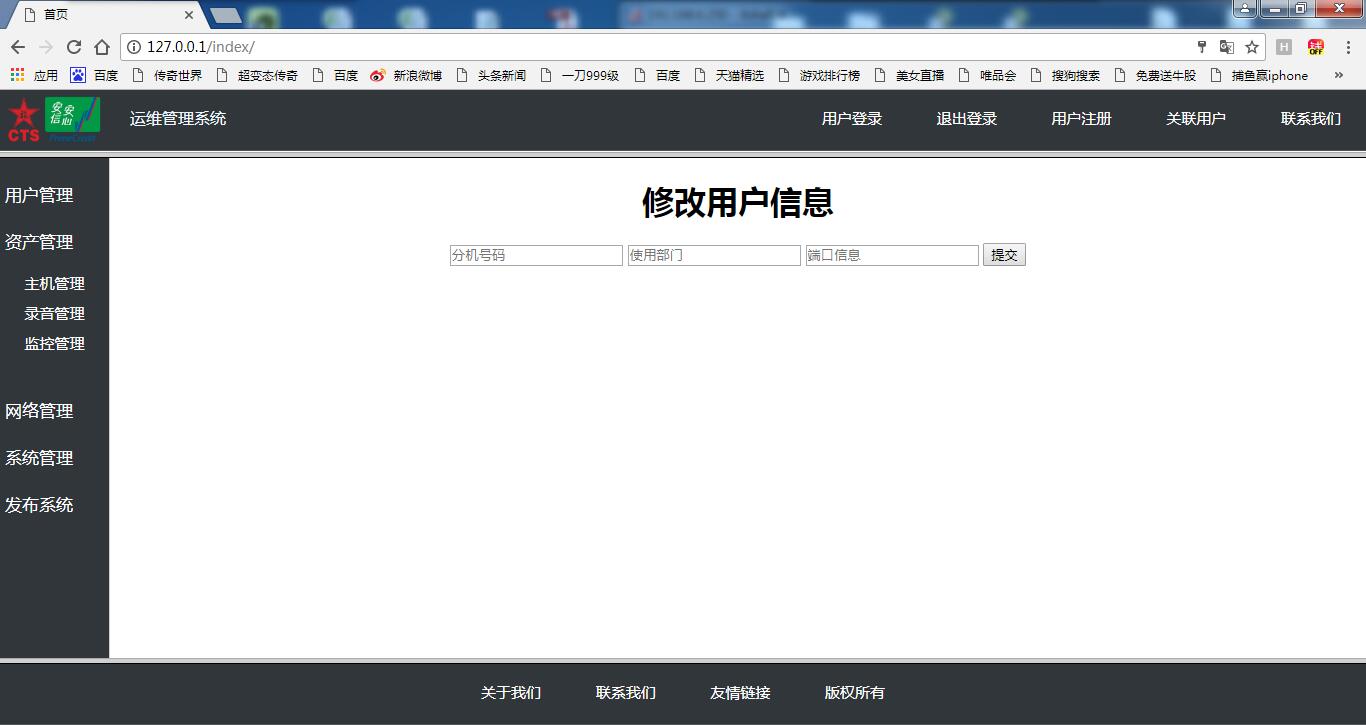 首页
127.0.0.1/index/
应用 百度 传奇世界 超变态传奇 百度 新浪微博 头条新闻 一刀999级 百度 天猫精选 游戏排行榜 美女直播 唯品会 搜狗搜索 免费送牛股 捕鱼赢iphone »
CTS 安安信心 运维管理系统 用户登录 退出登录 用户注册 关联用户 联系我们
用户管理
资产管理
主机管理
录音管理
监控管理
网络管理
系统管理
发布系统
修改用户信息
分机号码 使用部门 端口信息 提交
关于我们 联系我们 友情链接 版权所有